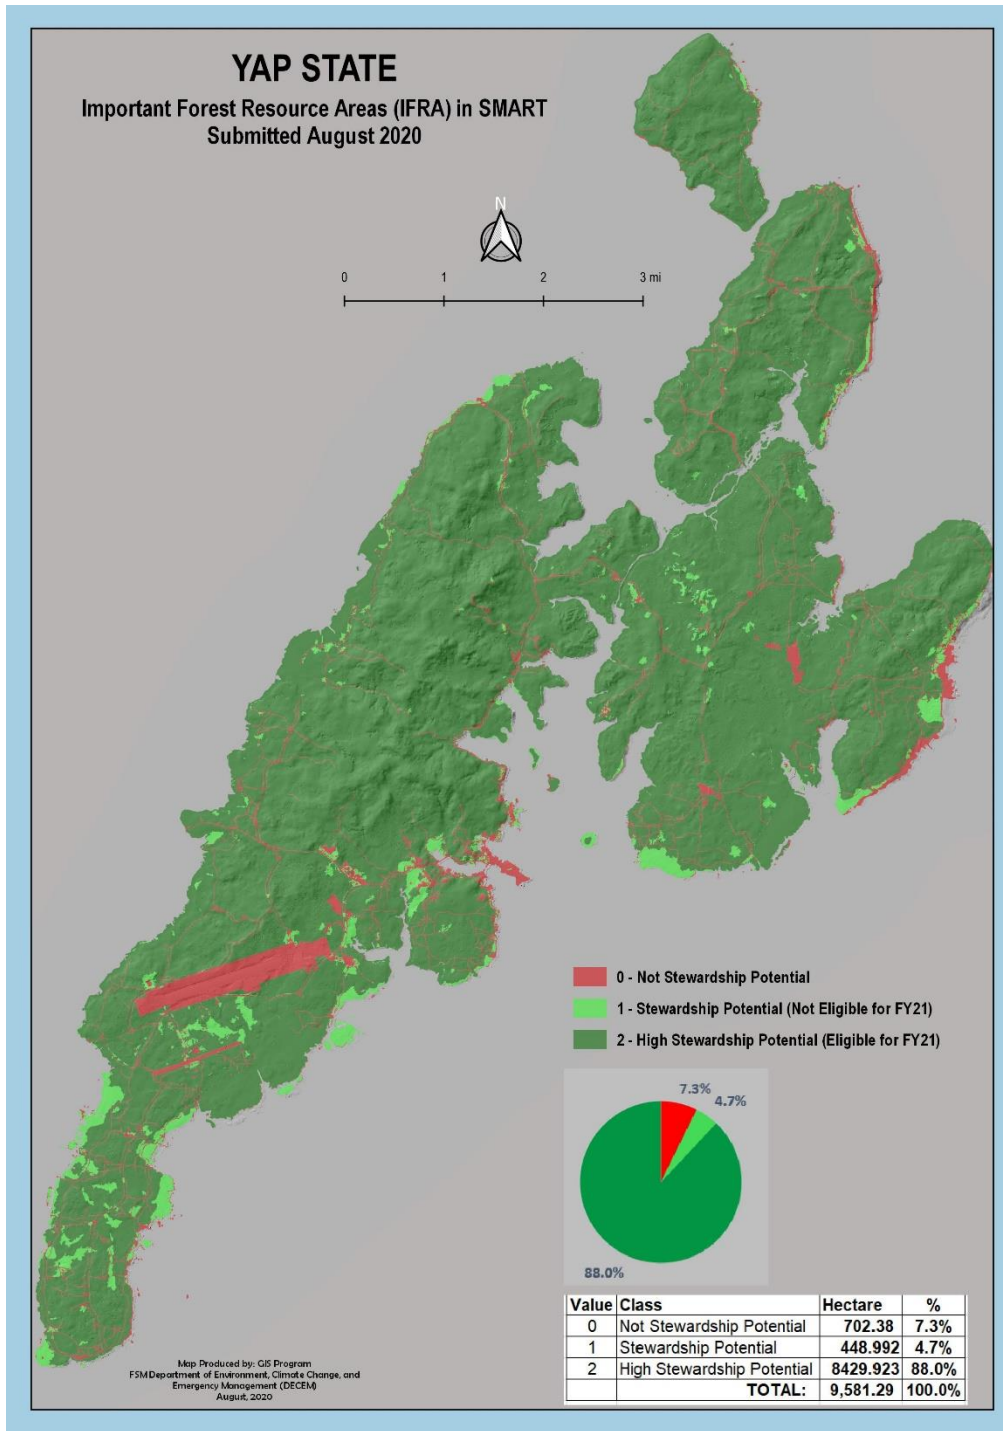 YAP STATE
Important Forest Resource Areas (IFRA) in SMART
Submitted August 2020
N
0 1 2 3 mi
0 - Not Stewardship Potential
1 - Stewardship Potential (Not Eligible for FY21)
2 - High Stewardship Potential (Eligible for FY21)
7.3%
4.7%
88.0%
Value Class Hectare %
0 Not Stewardship Potential 702.38 7.3%
1 Stewardship Potential 448.992 4.7%
2 High Stewardship Potential 8429.923 88.0%
TOTAL: 9,581.29 100.0%
Map Produced by: GIS Program
FSM Department of Environment, Climate Change, and
Emergency Management (DECEM)
August, 2020